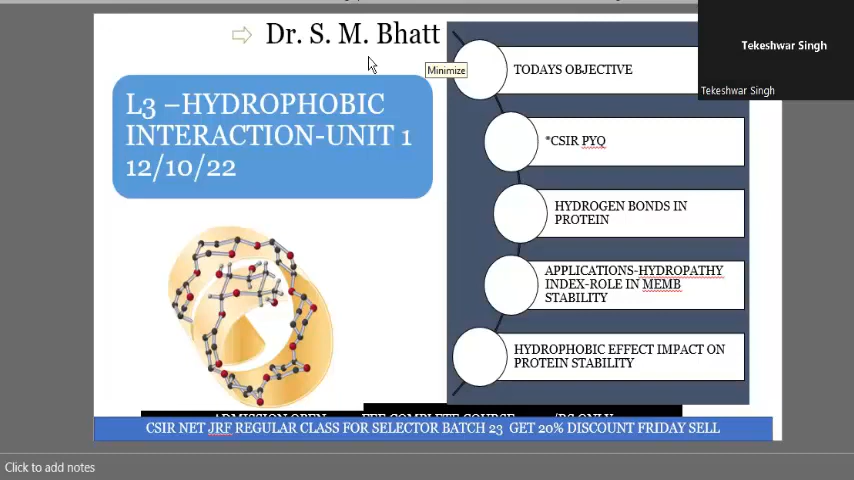 Dr. S. M. Bhatt
Minimize
L3 –HYDROPHOBIC
INTERACTION-UNIT 1
12/10/22
TODAYS OBJECTIVE
*CSIR PYQ
HYDROGEN BONDS IN
PROTEIN
APPLICATIONS-HYDROPATHY
INDEX-ROLE IN MEMB
STABILITY
HYDROPHOBIC EFFECT IMPACT ON
PROTEIN STABILITY
Tekeshwar Singh
Tekeshwar Singh
CSIR NET JRF REGULAR CLASS FOR SELECTOR BATCH 23 GET 20% DISCOUNT FRIDAY SELL
Click to add notes